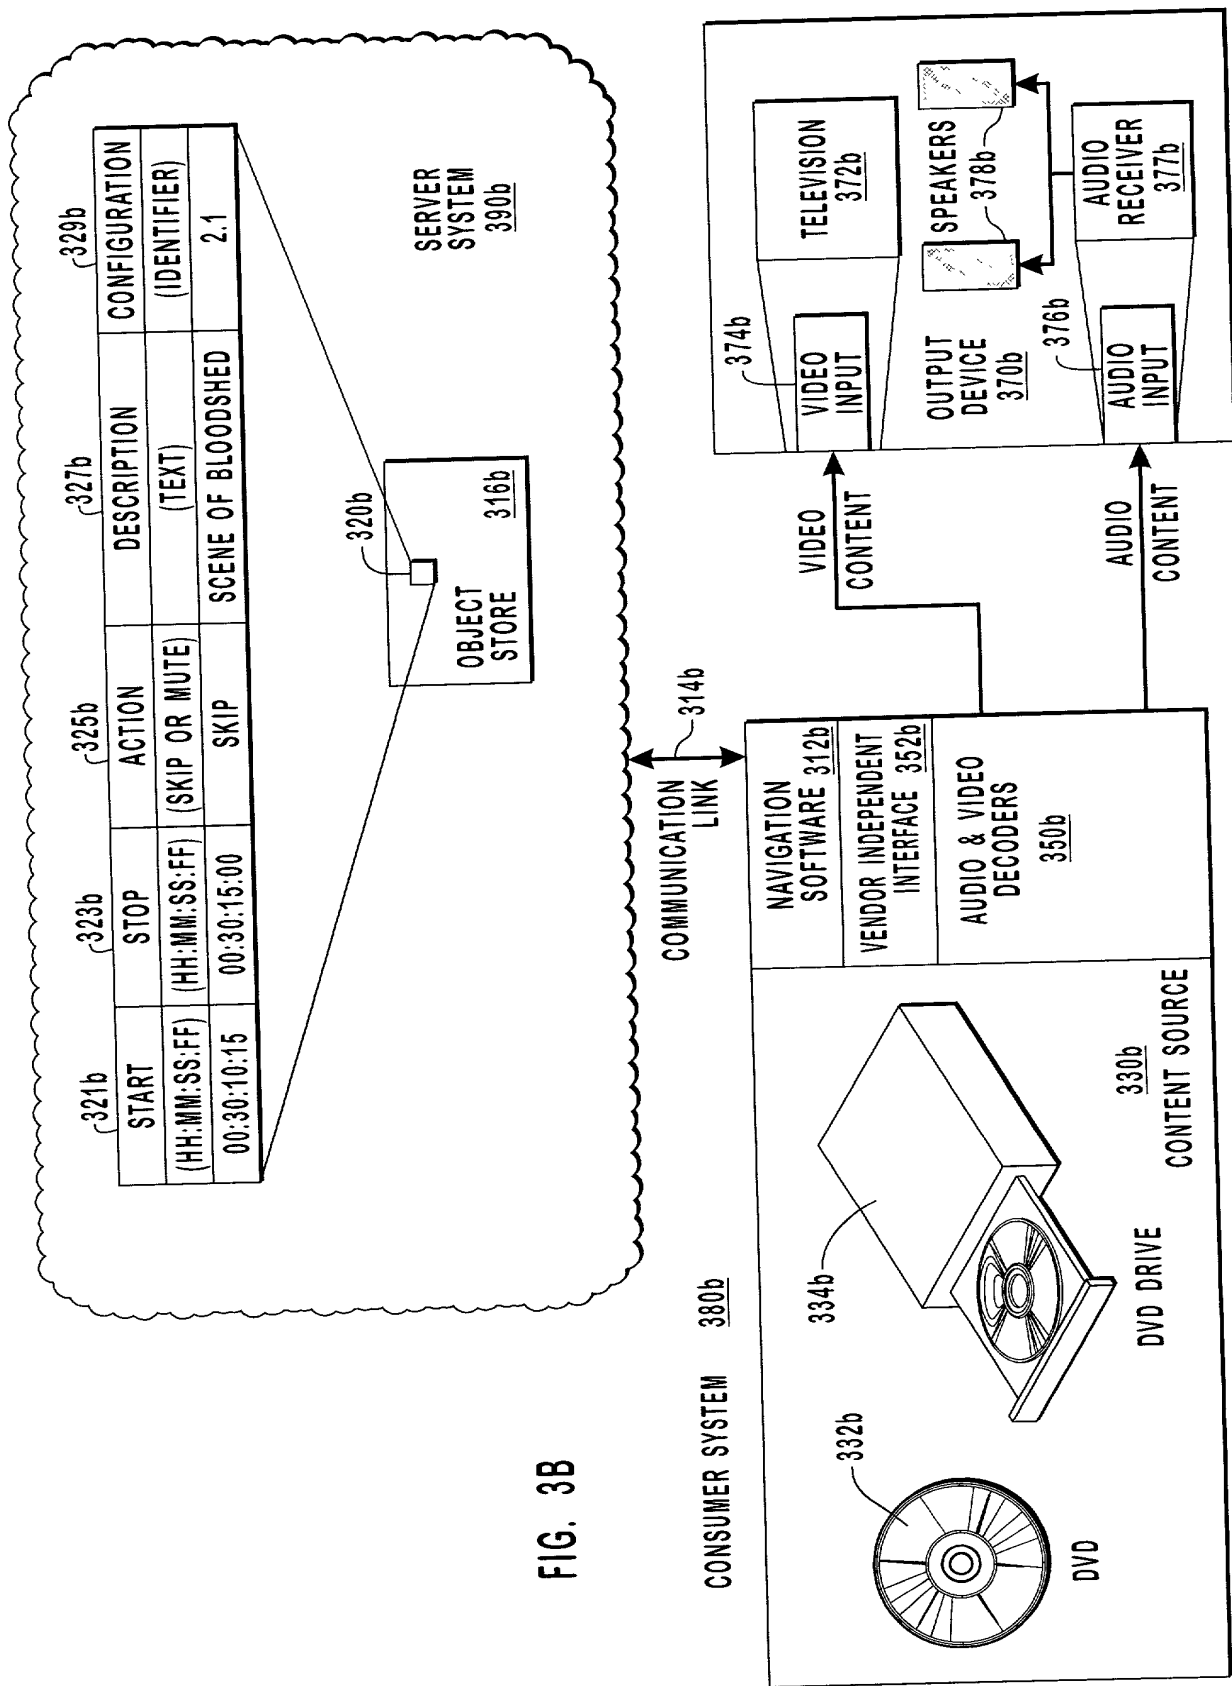 321b
323b
325b
327b
329b
START
STOP
ACTION
DESCRIPTION
CONFIGURATION
(HH:MM:SS:FF)
(HH:MM:SS:FF)
(SKIP OR MUTE)
(TEXT)
(IDENTIFIER)
00:30:10:15
00:30:15:00
SKIP
SCENE OF BLOODSHED
2.1
320b
OBJECT
STORE
316b
SERVER
SYSTEM
390b
FIG. 3B
COMMUNICATION
LINK
314b
CONSUMER SYSTEM 380b
332b
DVD
334b
DVD DRIVE
330b
CONTENT SOURCE
NAVIGATION
SOFTWARE 312b
VENDOR INDEPENDENT
INTERFACE 352b
AUDIO & VIDEO
DECODERS
350b
VIDEO
CONTENT
AUDIO
CONTENT
374b
VIDEO
INPUT
TELEVISION
372b
OUTPUT
DEVICE
370b
SPEAKERS
378b
376b
AUDIO
INPUT
AUDIO
RECEIVER
377b